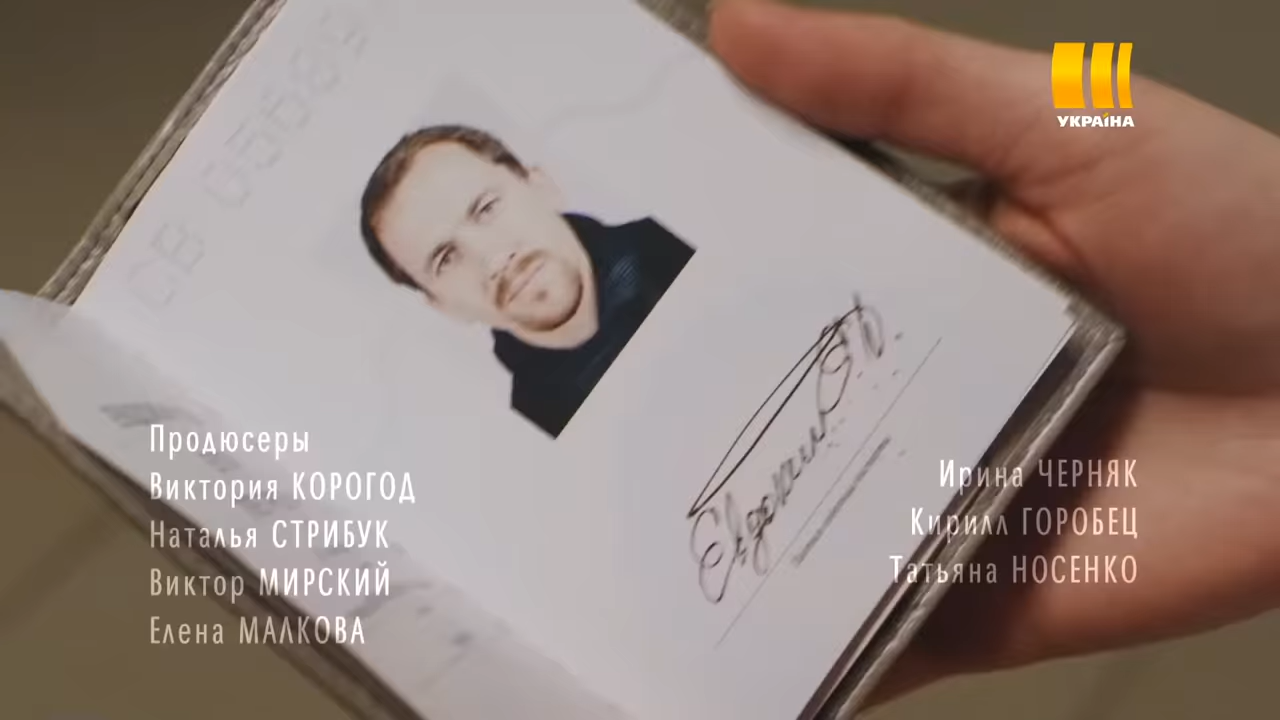 УКРАЇНА
Продюсеры
Виктория КОРОГОД
Наталья СТРИБУК
Виктор МИРСКИЙ
Елена МАЛКОВА
Ирина ЧЕРНЯК
Кирилл ГОРОБЕЦ
Татьяна НОСЕНКО